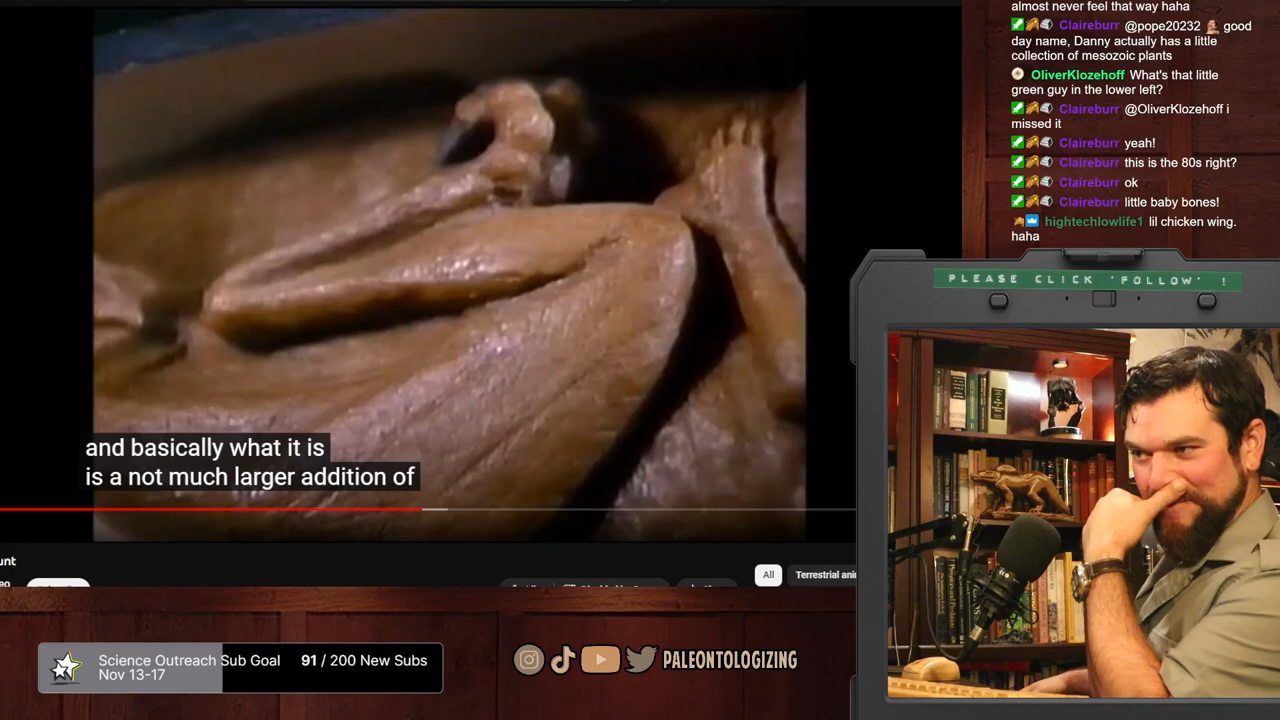 almost never feel that way haha
Claireburr @pope20232 good
day name, Danny actually has a little
collection of mesozoic plants
OliverKlozehoff What's that little
green guy in the lower left?
Claireburr @OliverKlozehoff i
missed it
Claireburr yeah!
Claireburr this is the 80s right?
Claireburr ok
Claireburr little baby bones!
hightechlowlife1 lil chicken wing.
haha
PLEASE CLICK "FOLLOW" !
and basically what it is
is a not much larger addition of
unt
eo
All
Terrestrial anim
Science Outreach Sub Goal 91 / 200 New Subs
Nov 13-17
PALEONTOLOGIZING